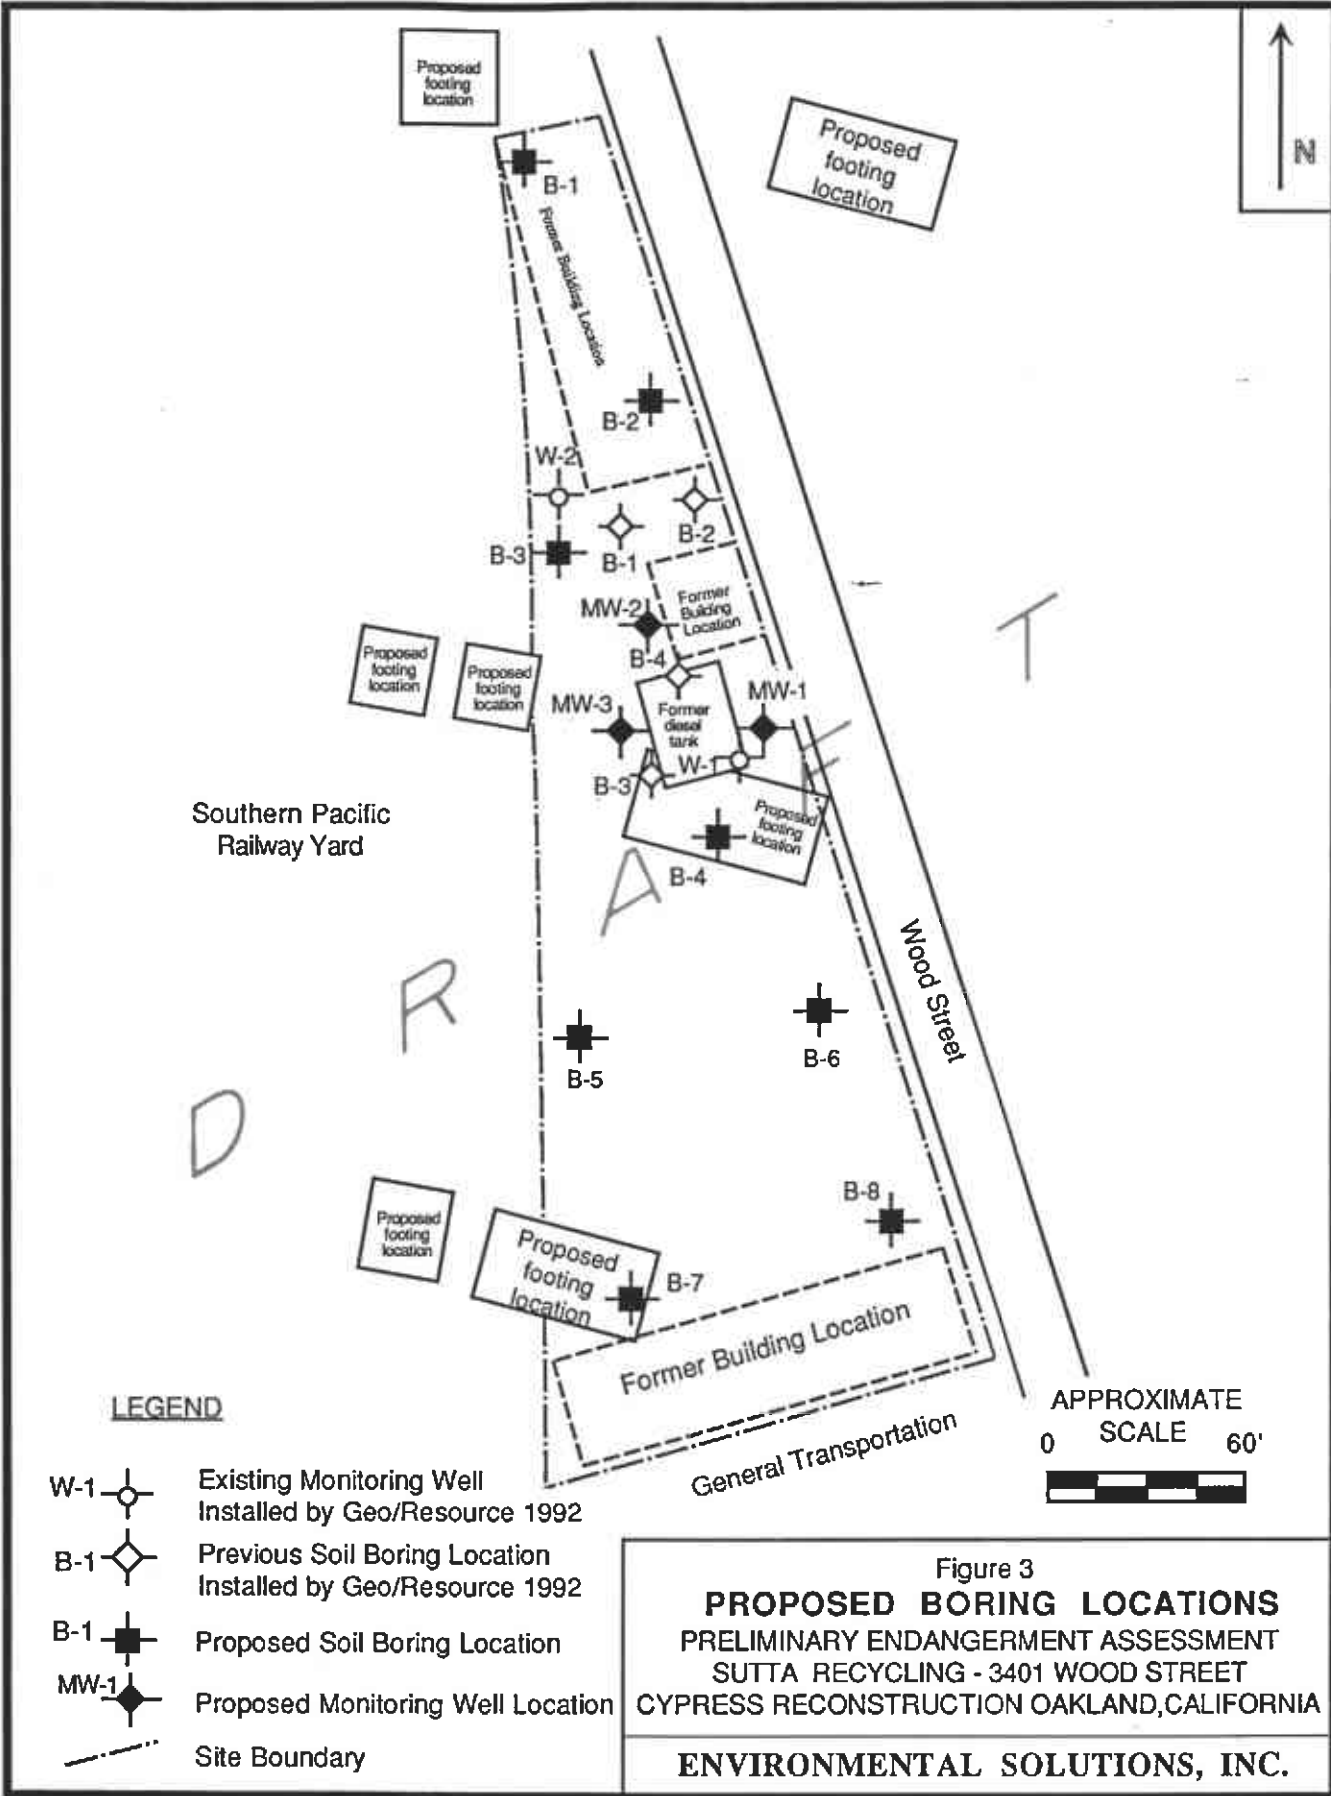 Proposed
footing
location
N
Proposed
footing
location
B-1
Former Building Location
B-2
W-2
B-2
B-3
B-1
Former
Building
Location
MW-2
T
B-4
Proposed
footing
location
Proposed
footing
location
MW-1
MW-3
Former
diesel
tank
F
W-1
B-3
Southern Pacific
Railway Yard
Proposed
footing
location
B-4
A
Wood Street
R
B-6
B-5
D
B-8
Proposed
footing
location
Proposed
footing
location
B-7
Former Building Location
General Transportation
APPROXIMATE
SCALE
0 60'
LEGEND
W-1 Existing Monitoring Well
Installed by Geo/Resource 1992
B-1 Previous Soil Boring Location
Installed by Geo/Resource 1992
B-1 Proposed Soil Boring Location
MW-1 Proposed Monitoring Well Location
Site Boundary
Figure 3
PROPOSED BORING LOCATIONS
PRELIMINARY ENDANGERMENT ASSESSMENT
SUTTA RECYCLING - 3401 WOOD STREET
CYPRESS RECONSTRUCTION OAKLAND,CALIFORNIA
ENVIRONMENTAL SOLUTIONS, INC.